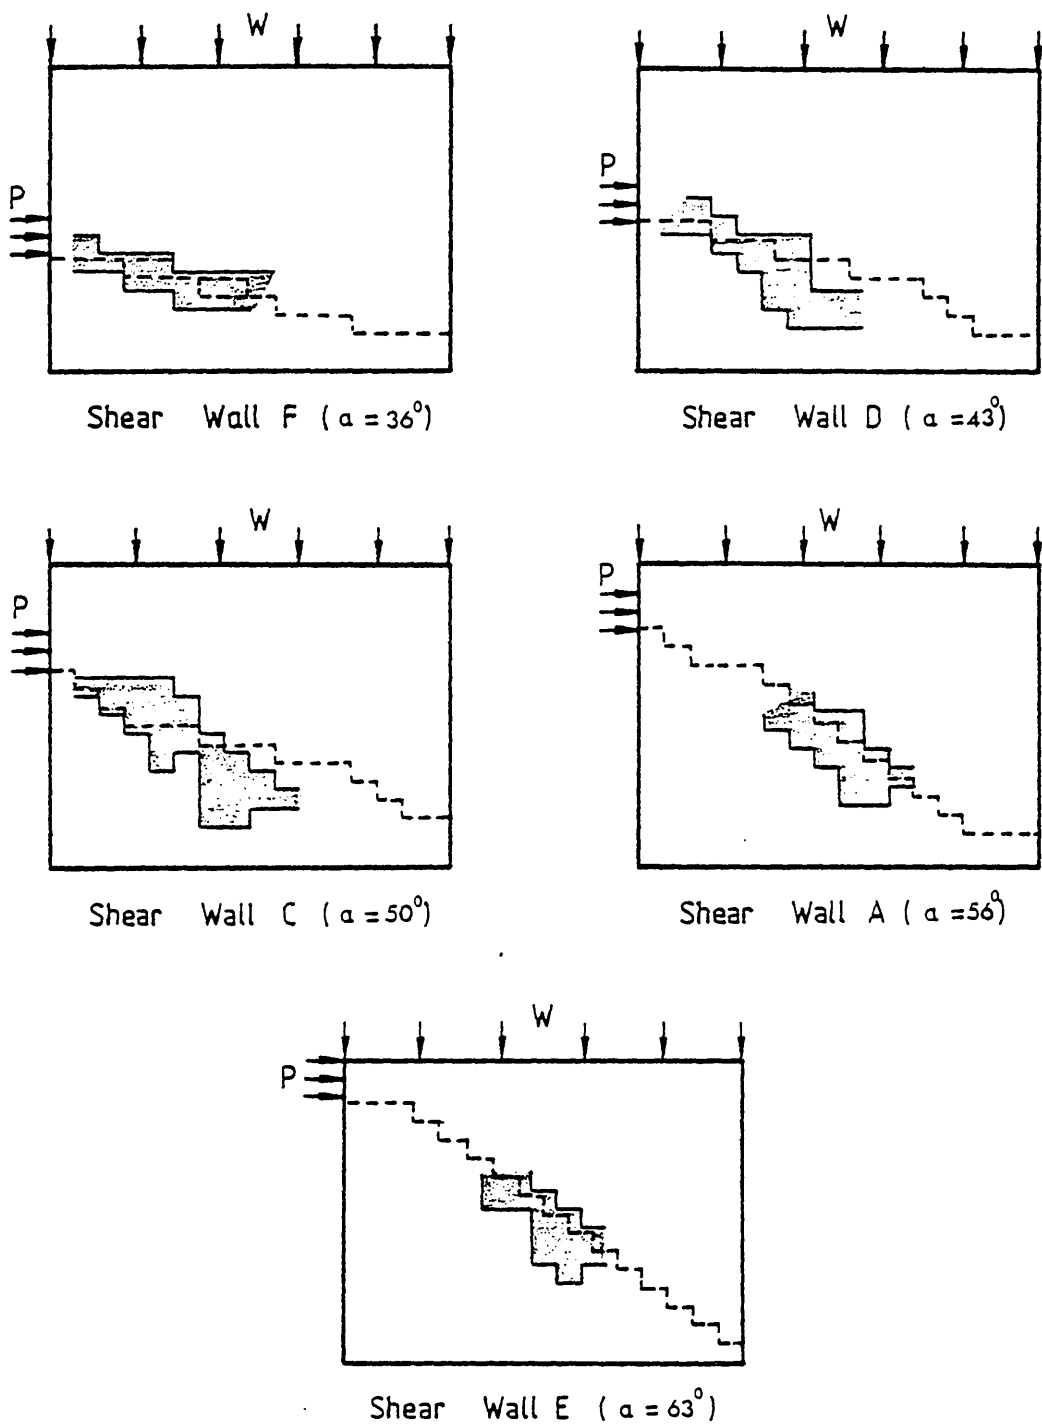 W
W
P
P
Shear Wall F (a = 36°)
Shear Wall D (a =43°)
W
W
P
P
Shear Wall C (a = 50°)
Shear Wall A (a =56°)
W
P
Shear Wall E (a = 63°)